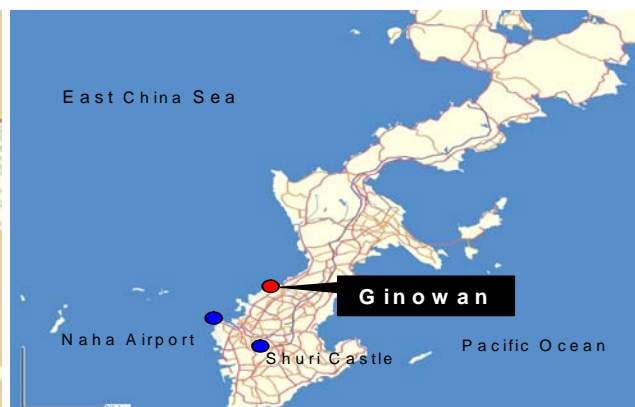 East China Sea
Ginowan
Naha Airport
Shuri Castle
Pacific Ocean